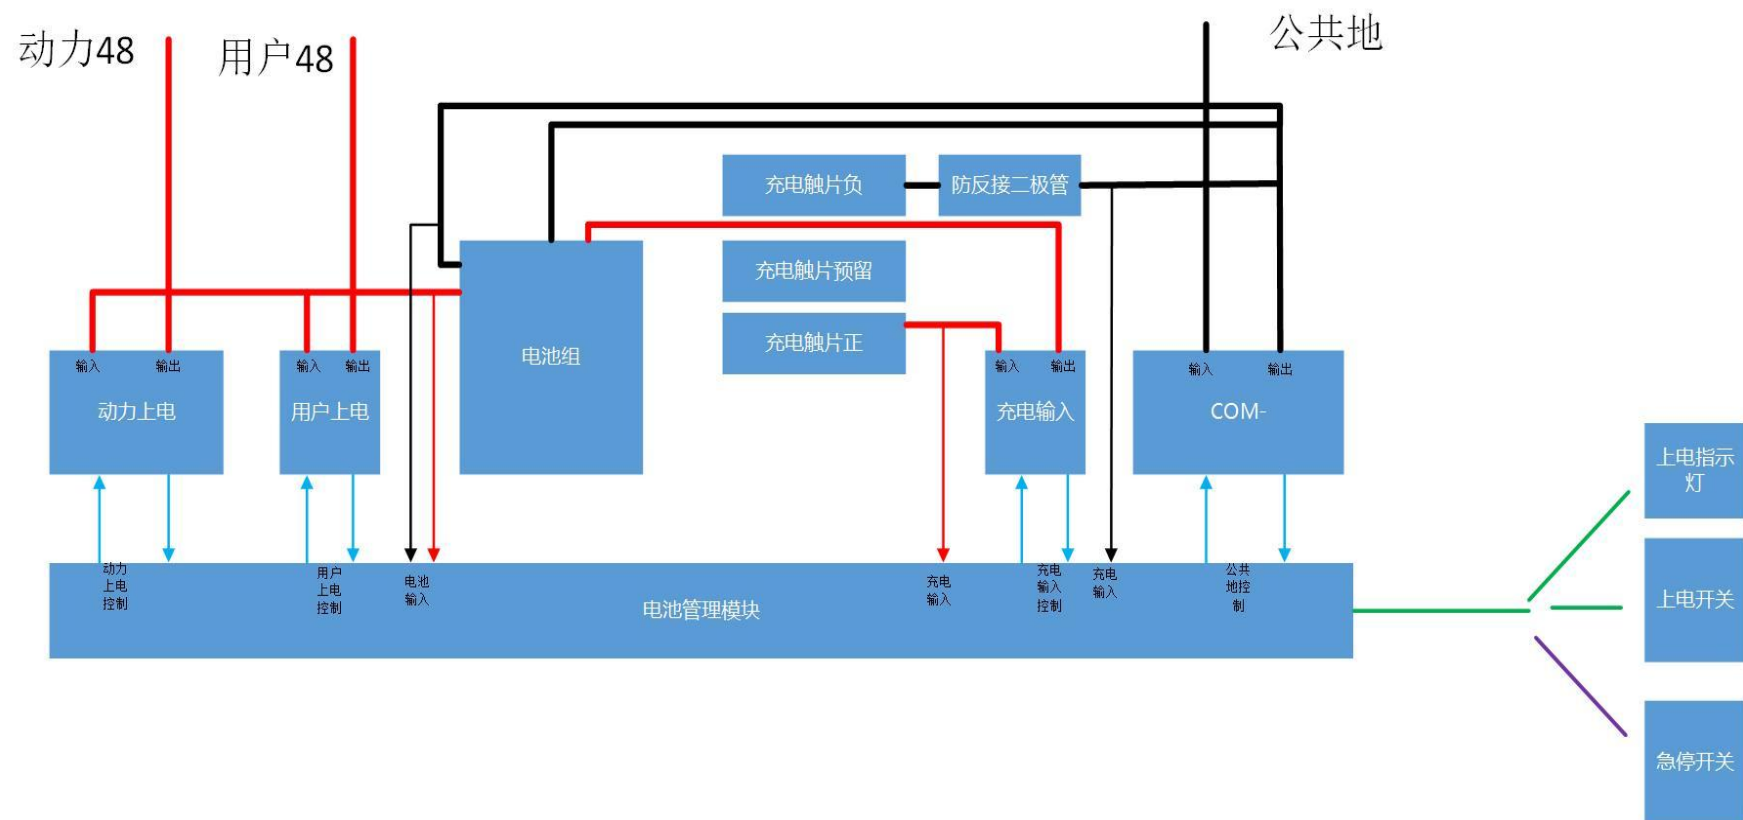 动力48
用户48
公共地
充电触片负
防反接二极管
充电触片预留
充电触片正
电池组
输入
输出
动力上电
输入
输出
用户上电
输入
输出
充电输入
输入
输出
COM-
动力
上电
控制
用户
上电
控制
电池
输入
电池管理模块
充电
输入
充电
输入
控制
充电
输入
公共
地控
制
上电指示
灯
上电开关
急停开关